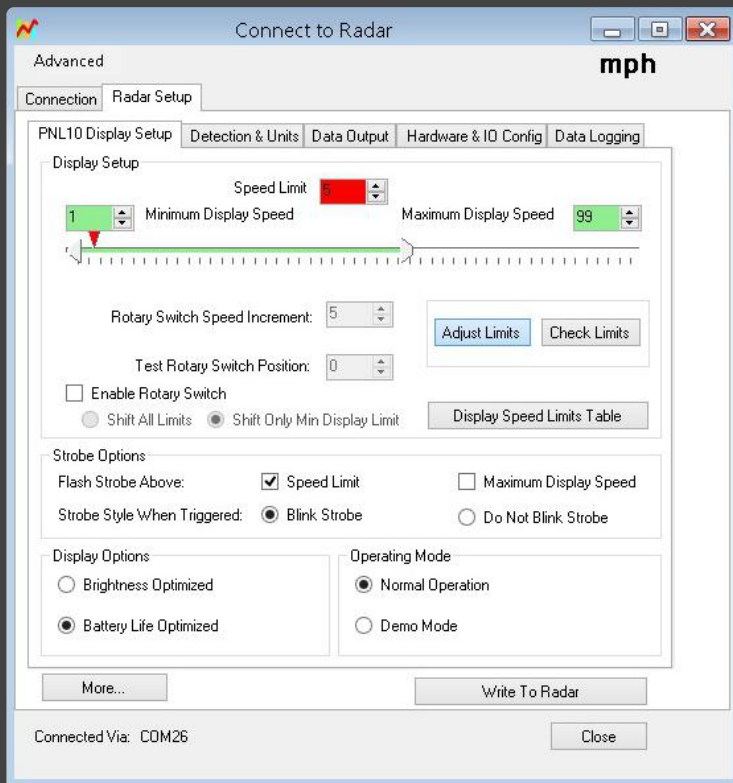 Connect to Radar
Advanced
mph
Connection Radar Setup
PNL10 Display Setup Detection & Units Data Output Hardware & IO Config Data Logging
Display Setup
Speed Limit 5
1 Minimum Display Speed Maximum Display Speed 99
Rotary Switch Speed Increment: 5
Adjust Limits Check Limits
Test Rotary Switch Position: 0
Enable Rotary Switch
Shift All Limits Shift Only Min Display Limit Display Speed Limits Table
Strobe Options
Flash Strobe Above: Speed Limit Maximum Display Speed
Strobe Style When Triggered: Blink Strobe Do Not Blink Strobe
Display Options Operating Mode
Brightness Optimized Normal Operation
Battery Life Optimized Demo Mode
More... Write To Radar
Connected Via: COM26 Close